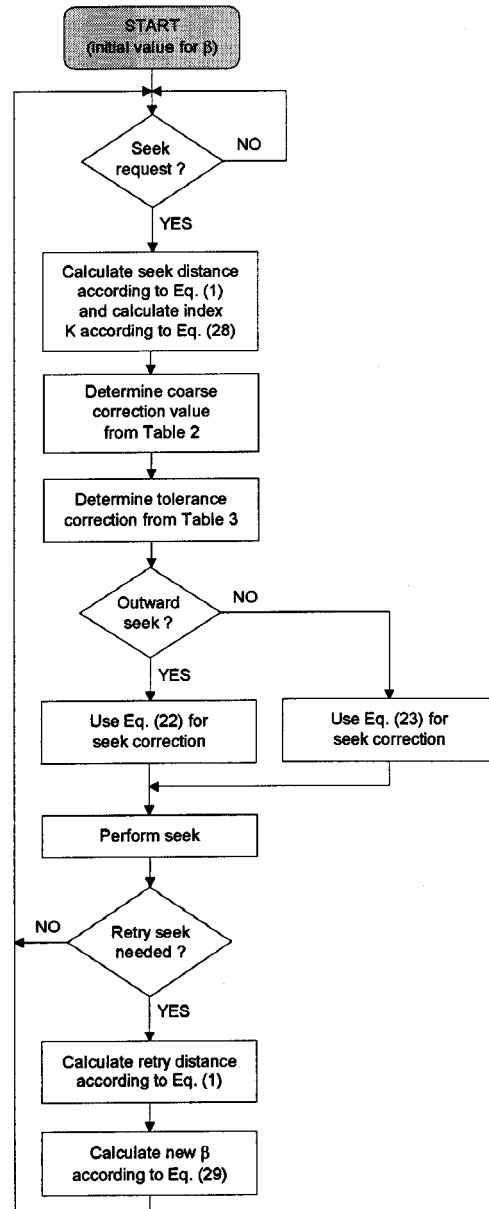 START
(initial value for β)
Seek
request ?
NO
YES
Calculate seek distance
according to Eq. (1)
and calculate index
K according to Eq. (28)
Determine coarse
correction value
from Table 2
Determine tolerance
correction from Table 3
Outward
seek ?
NO
YES
Use Eq. (22) for
seek correction
Use Eq. (23) for
seek correction
Perform seek
NO
Retry seek
needed ?
YES
Calculate retry distance
according to Eq. (1)
Calculate new β
according to Eq. (29)